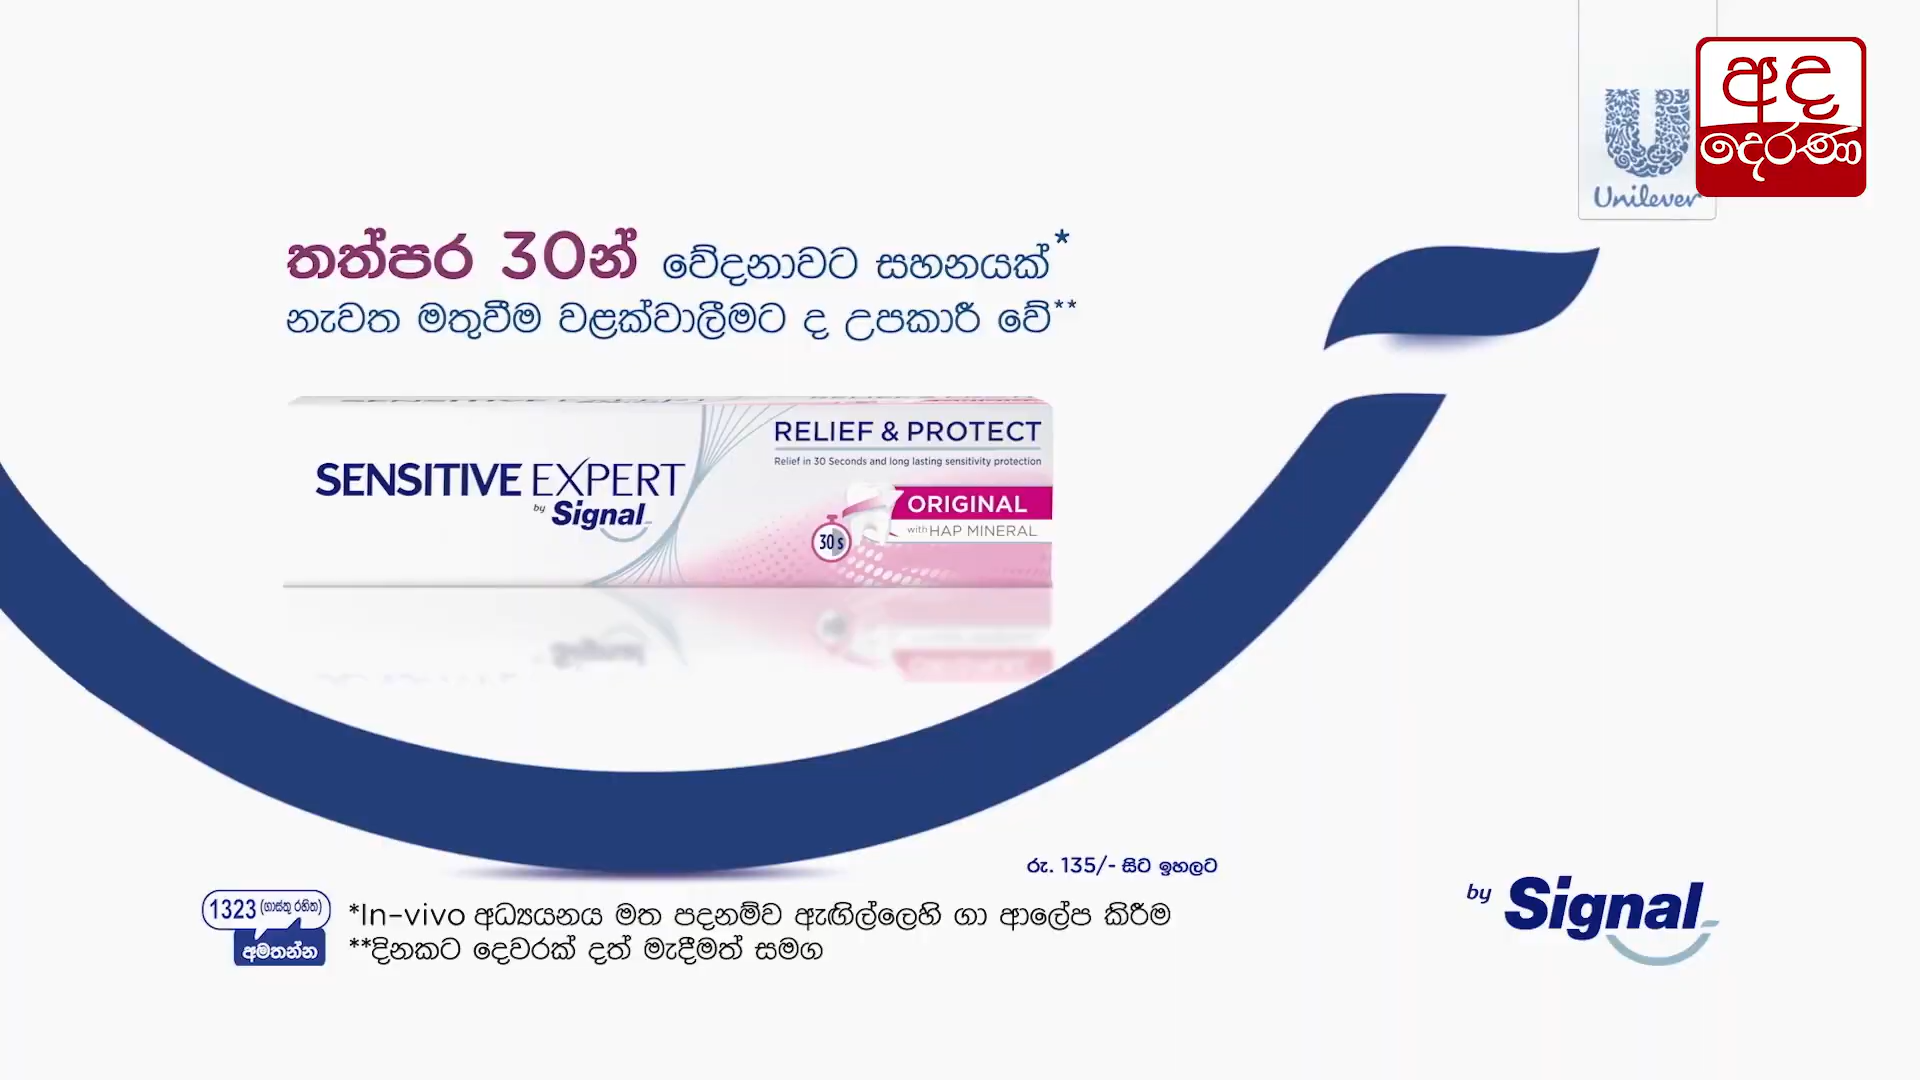 අද
දෙරණ
Unilever
තත්පර 30න් වේදනාවට සහනයක්*
නැවත මතුවීම වළක්වාලීමට ද උපකාරී වේ**
RELIEF & PROTECT
Relief in 30 Seconds and long lasting sensitivity protection
SENSITIVE EXPERT
by Signal
ORIGINAL
with HAP MINERAL
30 s
රු. 135/- සිට ඉහලට
1323 (ගාස්තු රහිත)
අමතන්න
*In-vivo අධ්‍යයනය මත පදනම්ව ඇඟිල්ලෙහි ගා ආලේප කිරීම
**දිනකට දෙවරක් දත් මැදීමත් සමග
by Signal